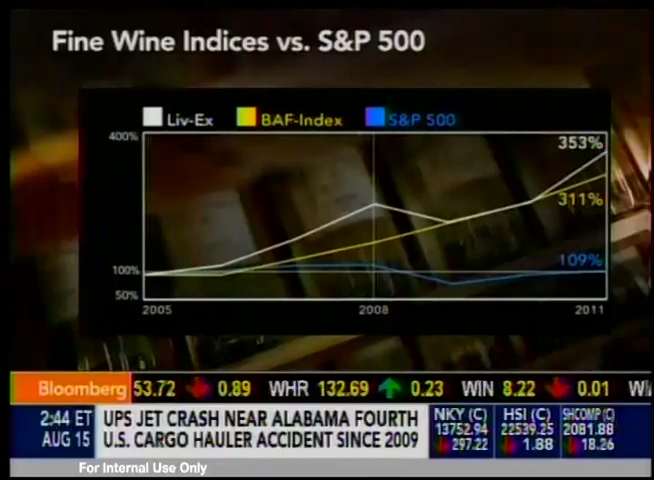 Fine Wine Indices vs. S&P 500
Liv-Ex BAF-Index S&P 500
400%
353%
311%
109%
100%
50%
2005 2008 2011
Bloomberg 53.72 0.89 WHR 132.69 0.23 WIN 8.22 0.01
2:44 ET
AUG 15
UPS JET CRASH NEAR ALABAMA FOURTH
U.S. CARGO HAULER ACCIDENT SINCE 2009
NKY (C) HSI (C) SHCOMP (C)
13752.94 22539.25 2081.88
297.22 1.88 18.26
For Internal Use Only